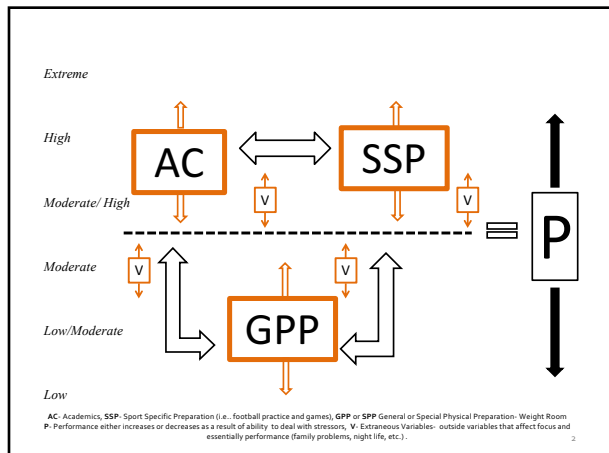 Extreme
High
AC
SSP
Moderate/ High
V
V
P
Moderate
V
V
GPP
Low/Moderate
Low
AC- Academics, SSP- Sport Specific Preparation (i.e.. football practice and games), GPP or SPP General or Special Physical Preparation- Weight Room
P- Performance either increases or decreases as a result of ability to deal with stressors, V- Extraneous Variables- outside variables that affect focus and
essentially performance (family problems, night life, etc.) .
2